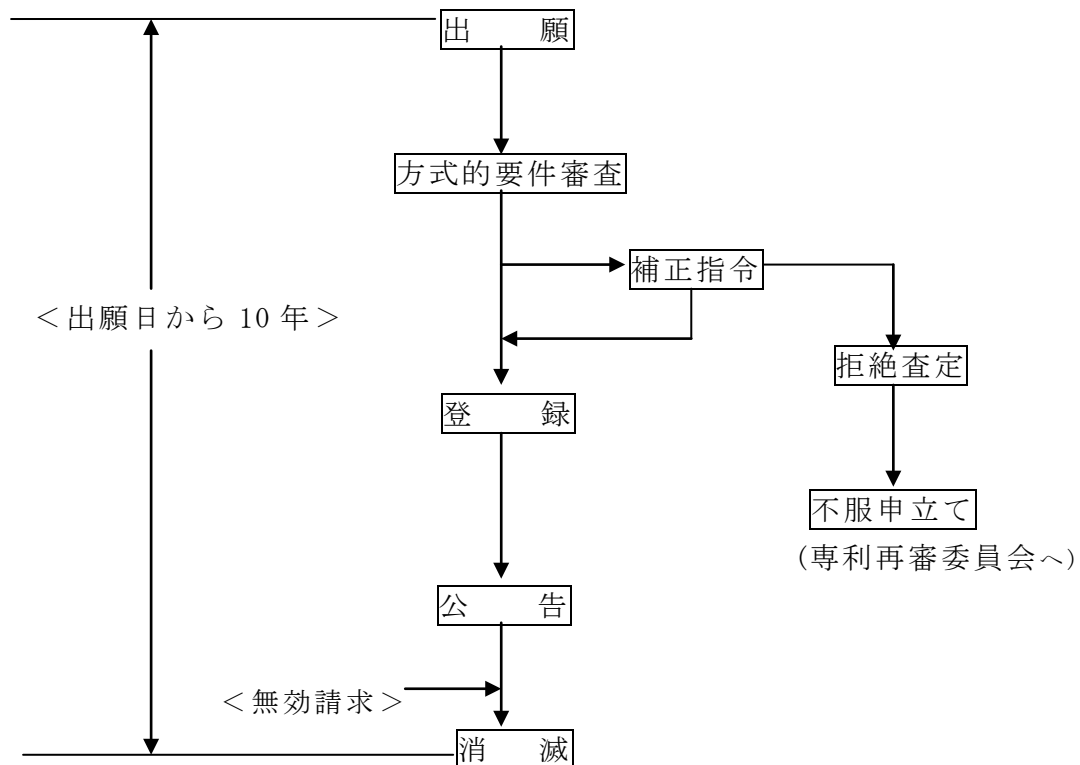 出　願
方式的要件審査
補正指令
＜出願日から 10 年＞
拒絶査定
登　録
不服申立て
(専利再審委員会へ)
公　告
＜無効請求＞
消　滅